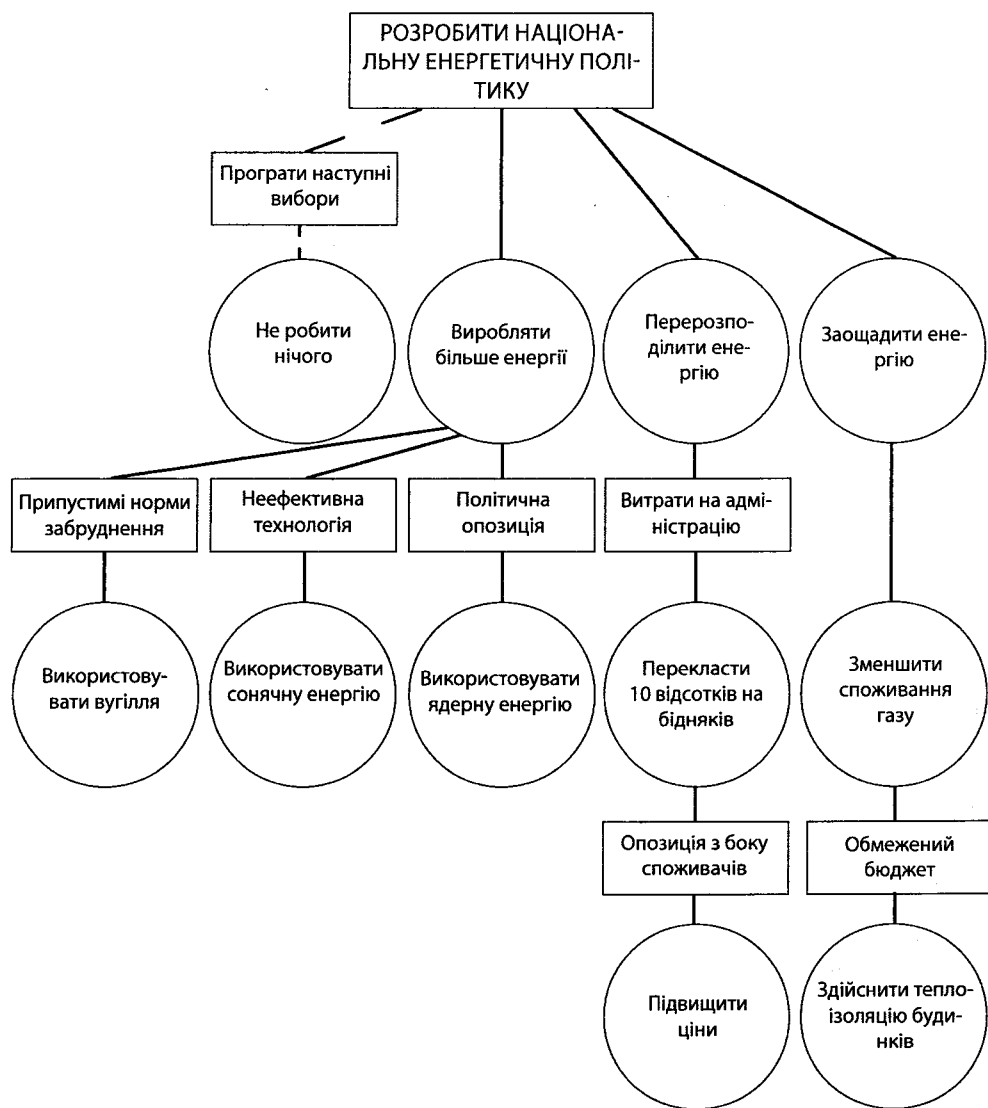 РОЗРОБИТИ НАЦІОНА-
ЛЬНУ ЕНЕРГЕТИЧНУ ПОЛІ-
ТИКУ
Програти наступні
вибори
Не робити
нічого
Виробляти
більше енергії
Перерозпо-
ділити ене-
ргію
Заощадити ене-
ргію
Припустимі норми
забруднення
Неефективна
технологія
Політична
опозиція
Витрати на адмі-
ністрацію
Використову-
вати вугілля
Використовувати
сонячну енергію
Використовувати
ядерну енергію
Перекласти
10 відсотків на
бідняків
Зменшити
споживання
газу
Опозиція з боку
споживачів
Обмежений
бюджет
Підвищити
ціни
Здійснити тепло-
ізоляцію буди-
нків